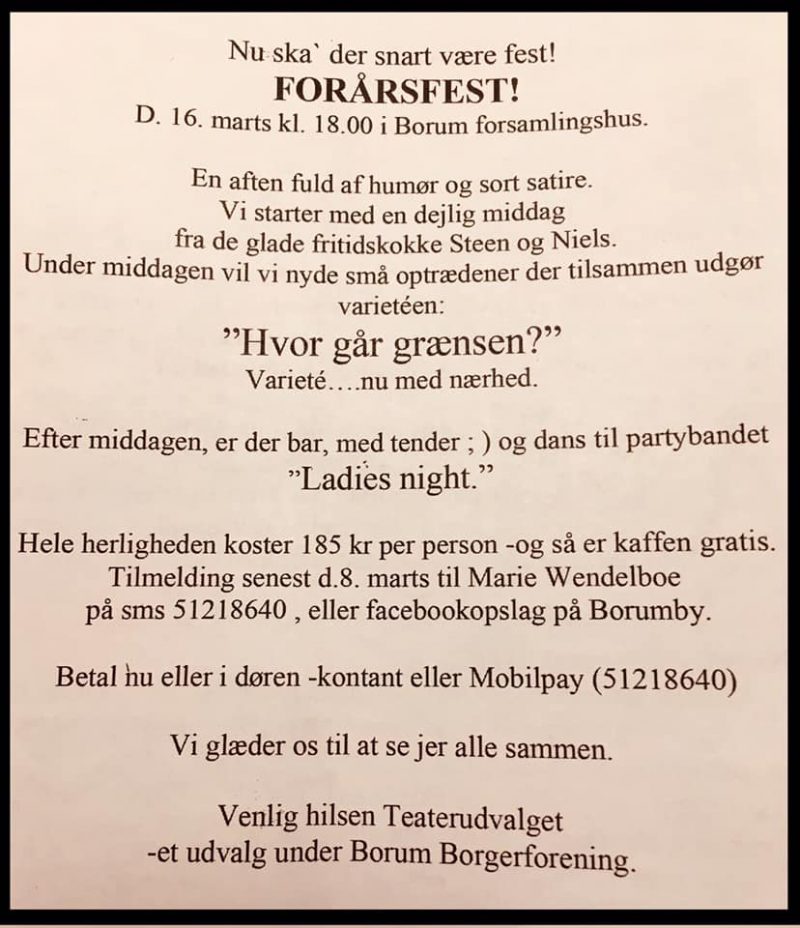 Nu ska` der snart være fest!
FORÅRSFEST!
D. 16. marts kl. 18.00 i Borum forsamlingshus.
En aften fuld af humør og sort satire.
Vi starter med en dejlig middag
fra de glade fritidskokke Steen og Niels.
Under middagen vil vi nyde små optrædener der tilsammen udgør
varietéen:
”Hvor går grænsen?”
Varieté….nu med nærhed.
Efter middagen, er der bar, med tender ; ) og dans til partybandet
”Ladies night.”
Hele herligheden koster 185 kr per person -og så er kaffen gratis.
Tilmelding senest d.8. marts til Marie Wendelboe
på sms 51218640 , eller facebookopslag på Borumby.
Betal nu eller i døren -kontant eller Mobilpay (51218640)
Vi glæder os til at se jer alle sammen.
Venlig hilsen Teaterudvalget
-et udvalg under Borum Borgerforening.